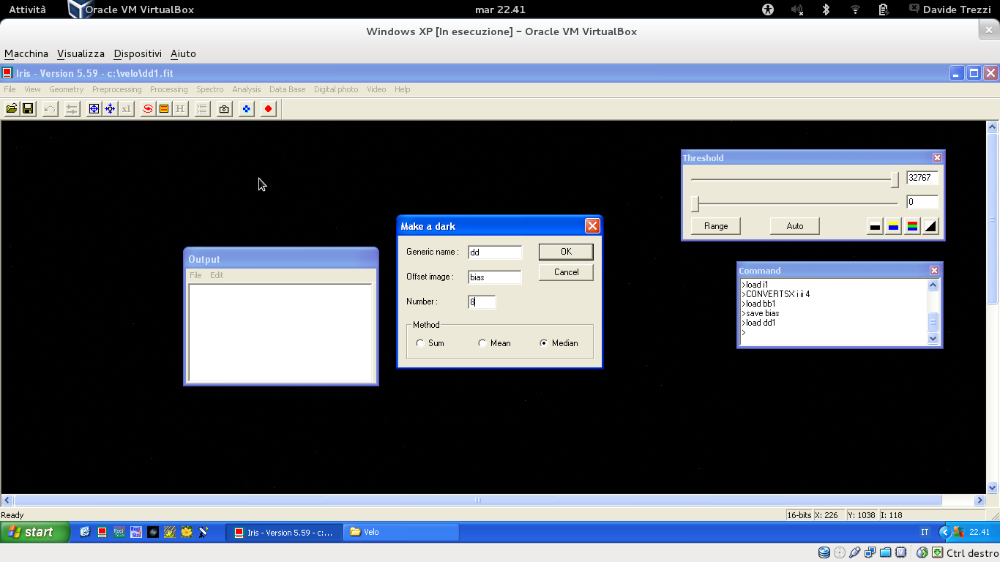 Attività Oracle VM VirtualBox mar 22.41 Davide Trezzi
Windows XP [In esecuzione] - Oracle VM VirtualBox
Macchina Visualizza Dispositivi Aiuto
Iris - Version 5.59 - c:\velo\dd1.fit
File View Geometry Preprocessing Processing Spectro Analysis Data Base Digital photo Video Help
x1 H
Threshold
32767
0
Range Auto
Make a dark
Generic name : dd OK
Offset image : bias Cancel
Number : 8
Method
Sum Mean Median
Output
File Edit
Command
>load i1
>CONVERTSX i ii 4
>load bb1
>save bias
>load dd1
>
Ready 16-bits X: 226 Y: 1038 I: 118
start Iris - Version 5.59 - c:... Velo IT 22.41
Ctrl destro